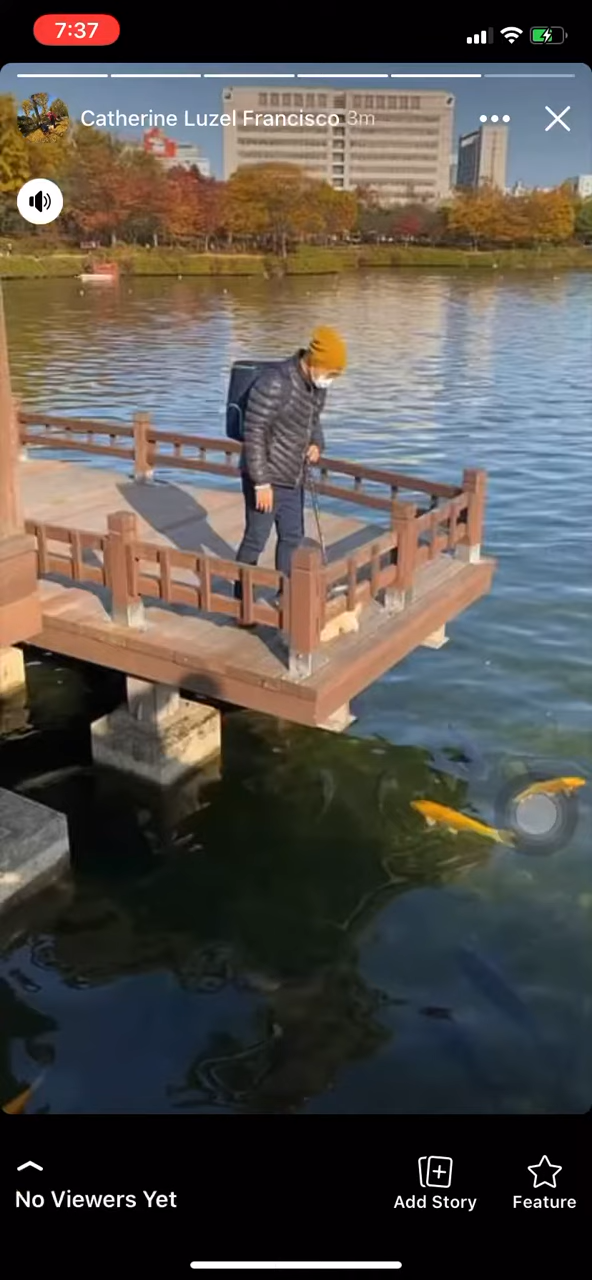 7:37
Catherine Luzel Francisco 3m
No Viewers Yet
Add Story
Feature